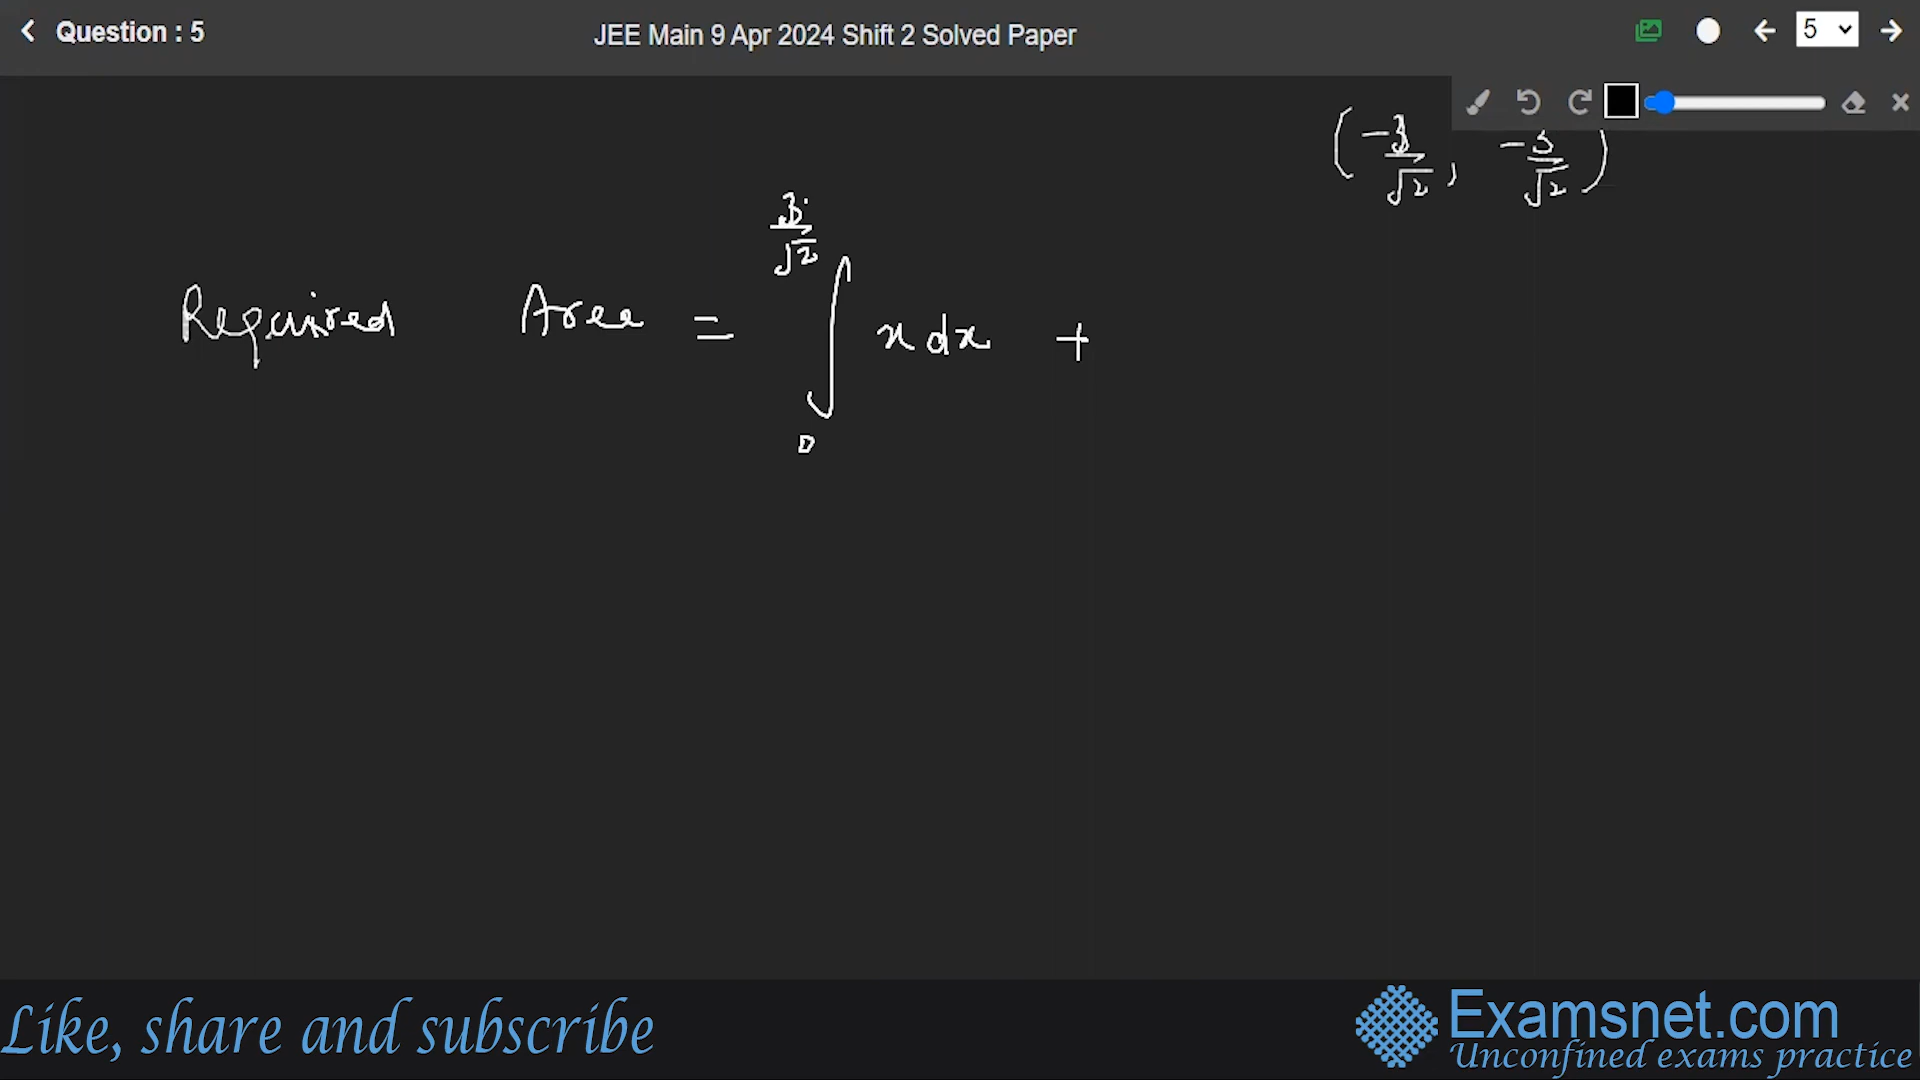 Question : 5
JEE Main 9 Apr 2024 Shift 2 Solved Paper
5
(-3/√2, -3/√2)
Required Area = ∫_0^{3/√2} x dx +
Like, share and subscribe
Examsnet.com
Unconfined exams practice